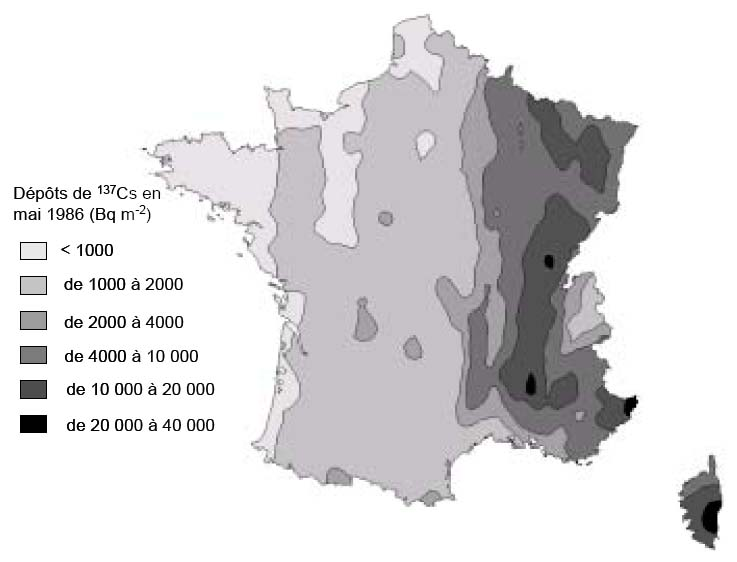 Dépôts de ¹³⁷Cs en
mai 1986 (Bq m⁻²)
< 1000
de 1000 à 2000
de 2000 à 4000
de 4000 à 10 000
de 10 000 à 20 000
de 20 000 à 40 000